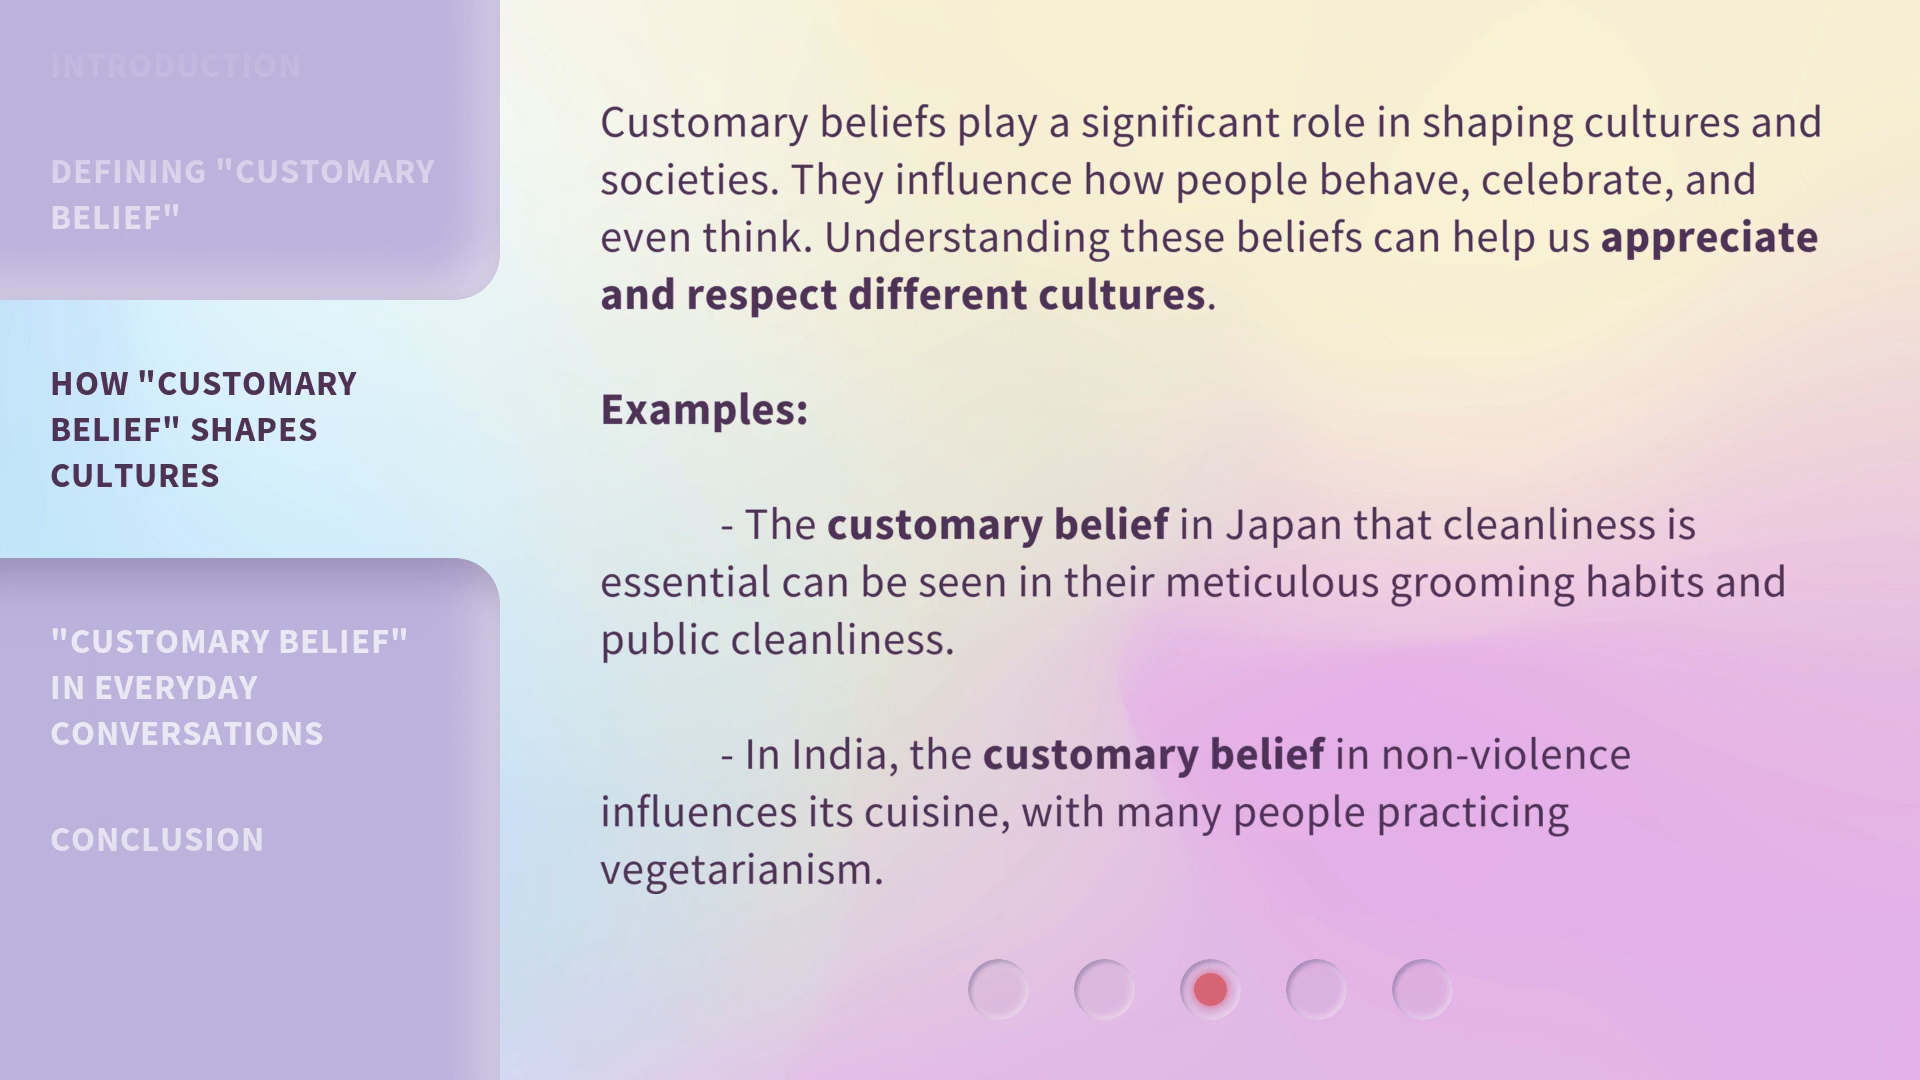 INTRODUCTION
DEFINING "CUSTOMARY
BELIEF"
HOW "CUSTOMARY
BELIEF" SHAPES
CULTURES
"CUSTOMARY BELIEF"
IN EVERYDAY
CONVERSATIONS
CONCLUSION
Customary beliefs play a significant role in shaping cultures and
societies. They influence how people behave, celebrate, and
even think. Understanding these beliefs can help us appreciate
and respect different cultures.
Examples:
- The customary belief in Japan that cleanliness is
essential can be seen in their meticulous grooming habits and
public cleanliness.
- In India, the customary belief in non-violence
influences its cuisine, with many people practicing
vegetarianism.